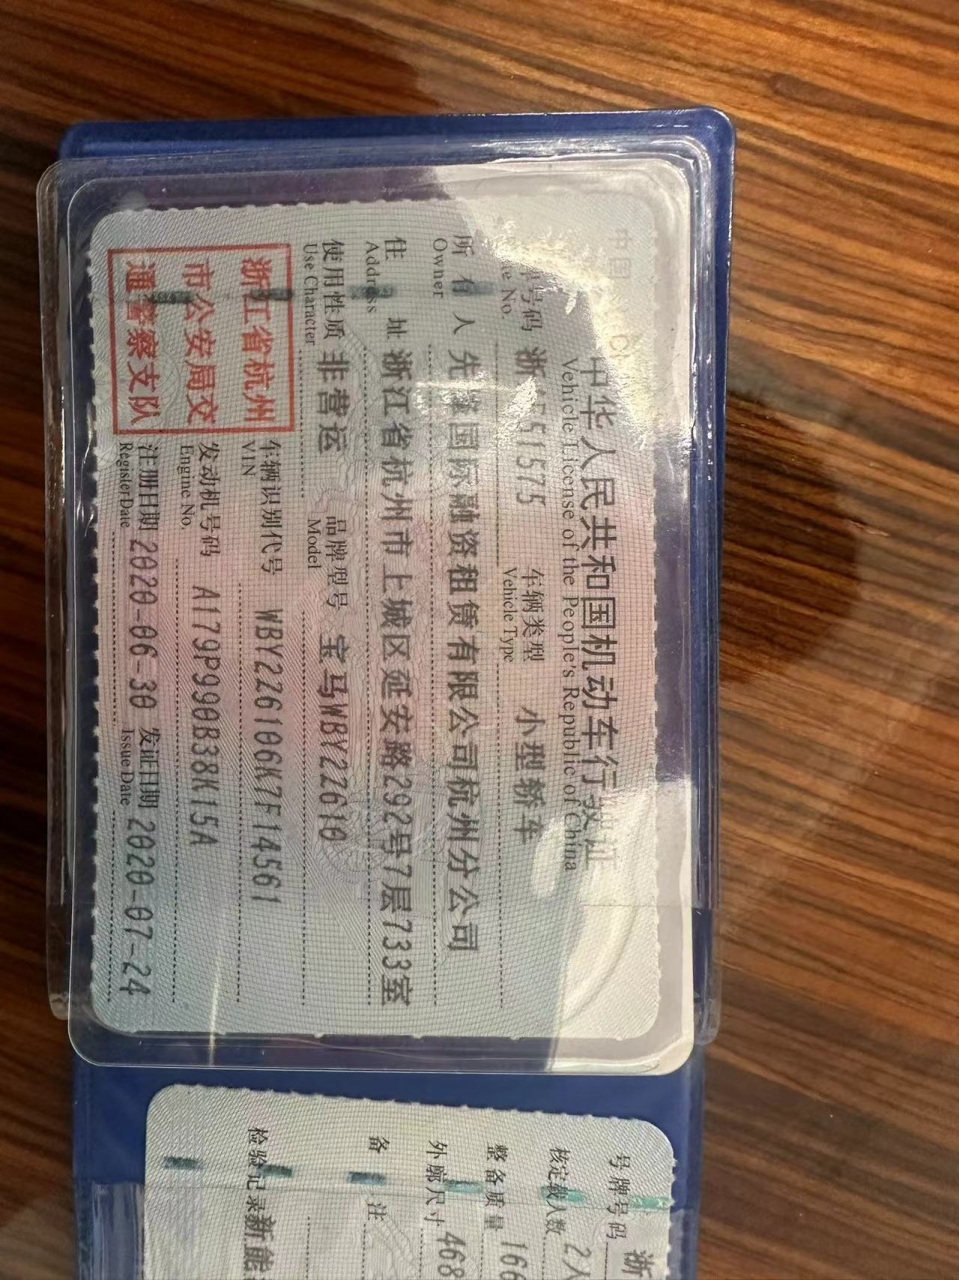 中华人民共和国机动车行驶证
Vehicle License of the People's Republic of China
号码 浙 51575 车辆类型 小型轿车
No. Vehicle Type
所有人 先锋国际融资租赁有限公司杭州分公司
Owner
住址 浙江省杭州市上城区延安路292号7层733室
Address
使用性质 非营运 品牌型号 宝马WBY2Z610
Use Character Model
浙江省杭州
市公安局交
通警察支队
车辆识别代号 WBY2Z6106K7F14561
VIN
发动机号码 A179P990B38K15A
Engine No.
注册日期 2020-06-30 发证日期 2020-07-24
Register Date Issue Date
号牌号码 浙
核定载人数 2人
整备质量 166
外廓尺寸 468
备注
检验记录 新能